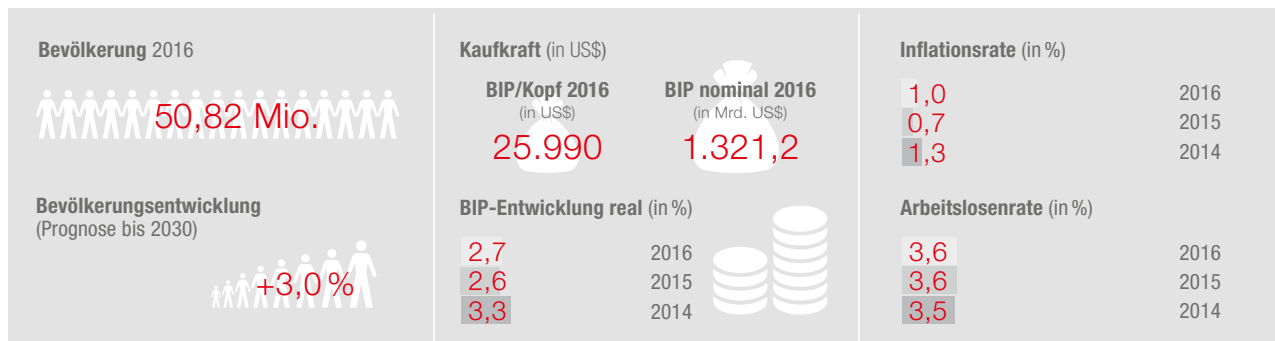 Bevölkerung 2016
50,82 Mio.
Bevölkerungsentwicklung
(Prognose bis 2030)
+3,0 %
Kaufkraft (in US$)
BIP/Kopf 2016
(in US$)
25.990
BIP nominal 2016
(in Mrd. US$)
1.321,2
BIP-Entwicklung real (in %)
2,7 2016
2,6 2015
3,3 2014
Inflationsrate (in %)
1,0 2016
0,7 2015
1,3 2014
Arbeitslosenrate (in %)
3,6 2016
3,6 2015
3,5 2014